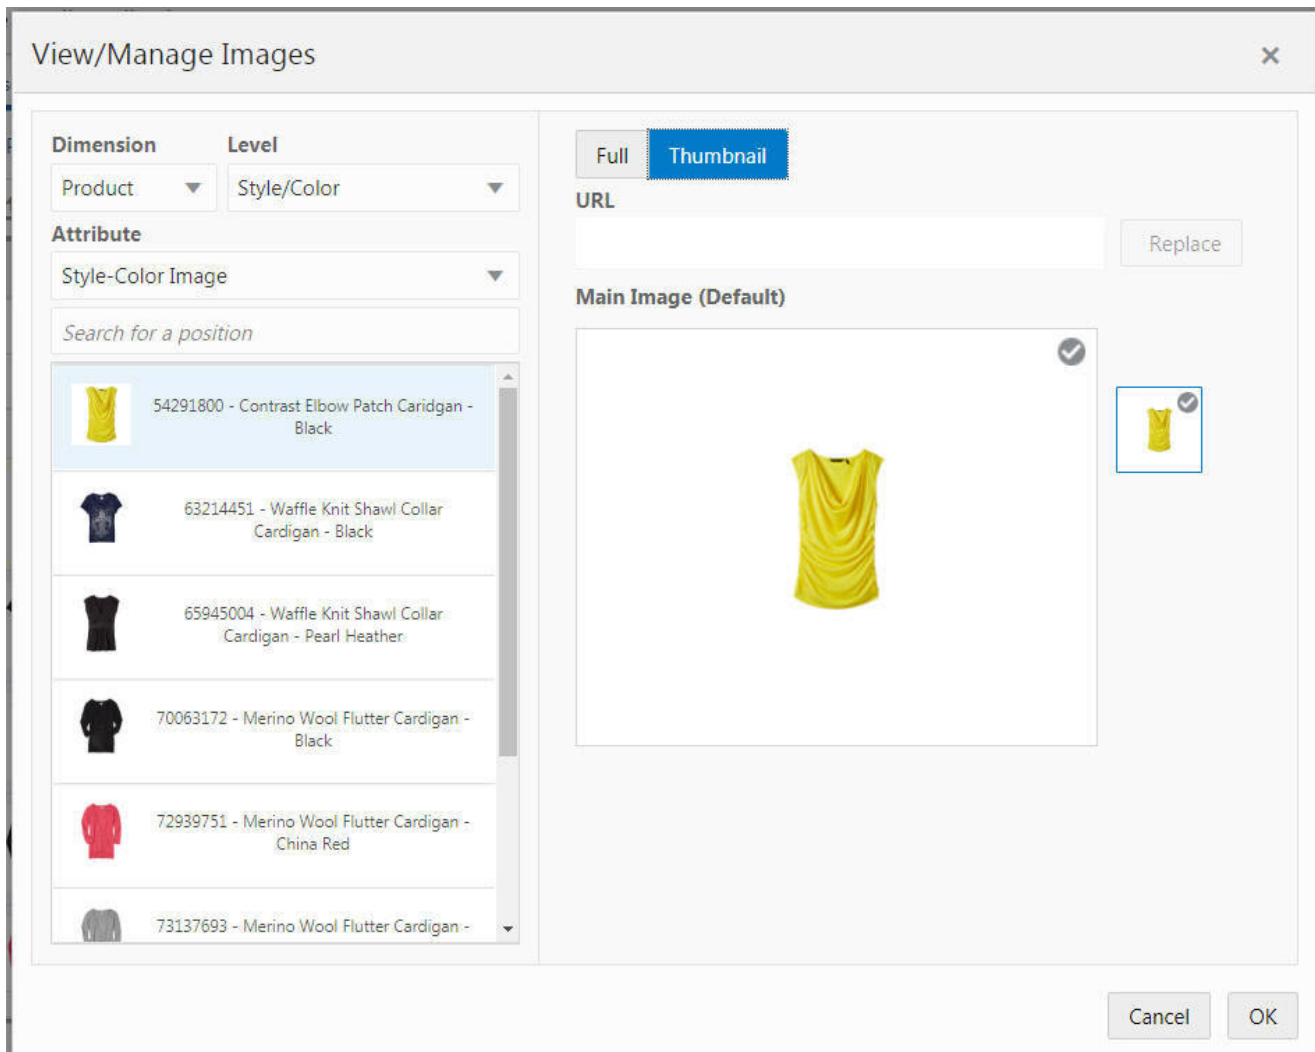 View/Manage Images
Dimension
Level
Product
Style/Color
Attribute
Style-Color Image
Search for a position
54291800 - Contrast Elbow Patch Caridgan -
Black
63214451 - Waffle Knit Shawl Collar
Cardigan - Black
65945004 - Waffle Knit Shawl Collar
Cardigan - Pearl Heather
70063172 - Merino Wool Flutter Cardigan -
Black
72939751 - Merino Wool Flutter Cardigan -
China Red
73137693 - Merino Wool Flutter Cardigan -
Full
Thumbnail
URL
Replace
Main Image (Default)
Cancel
OK